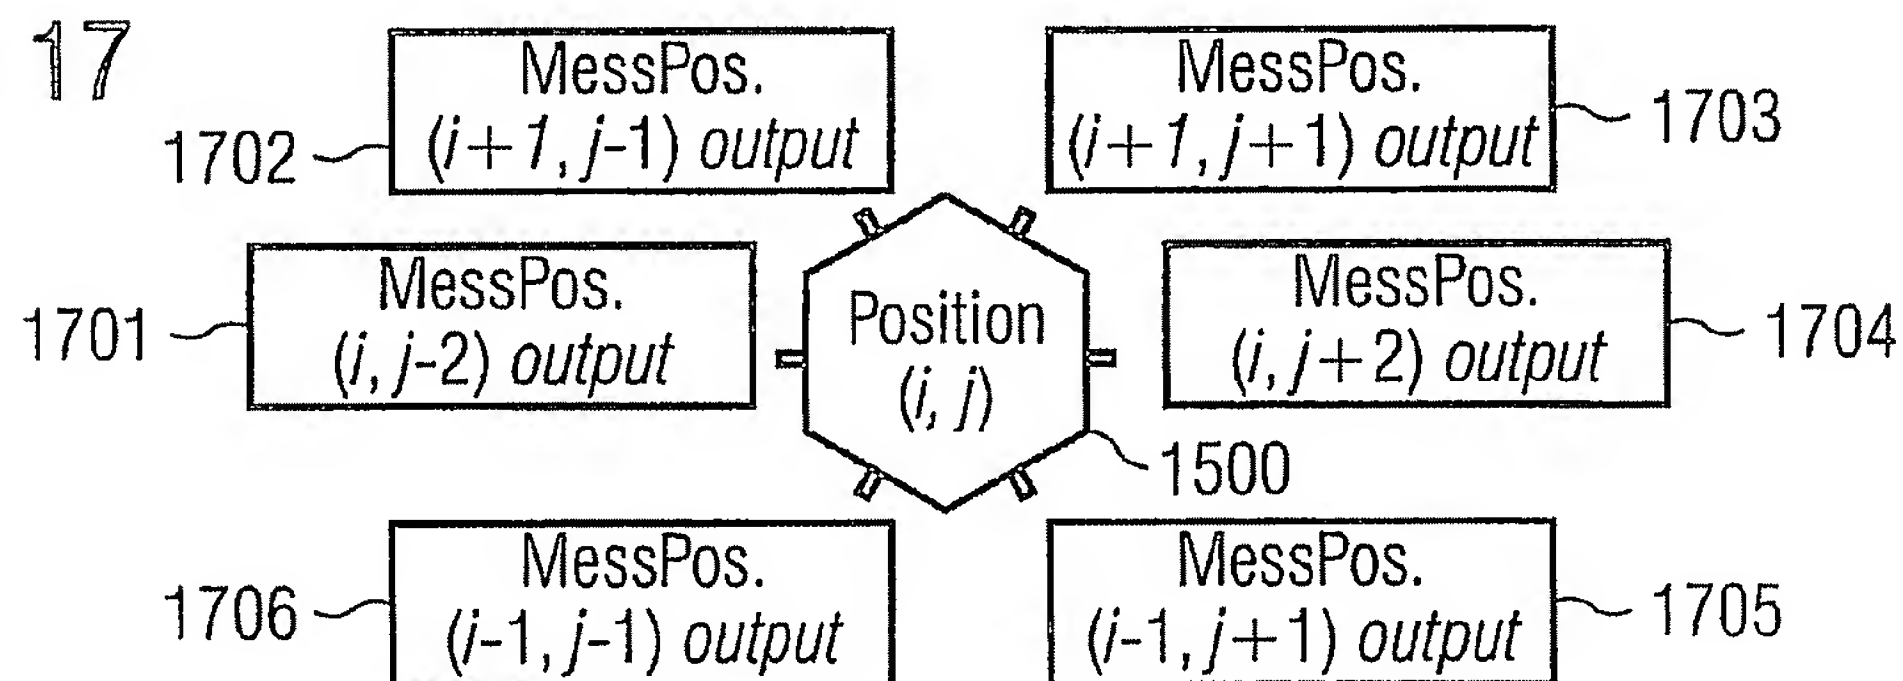 17
1702
MessPos.
(i+1, j-1) output
MessPos.
(i+1, j+1) output
1703
1701
MessPos.
(i, j-2) output
Position
(i, j)
MessPos.
(i, j+2) output
1704
1500
1706
MessPos.
(i-1, j-1) output
MessPos.
(i-1, j+1) output
1705